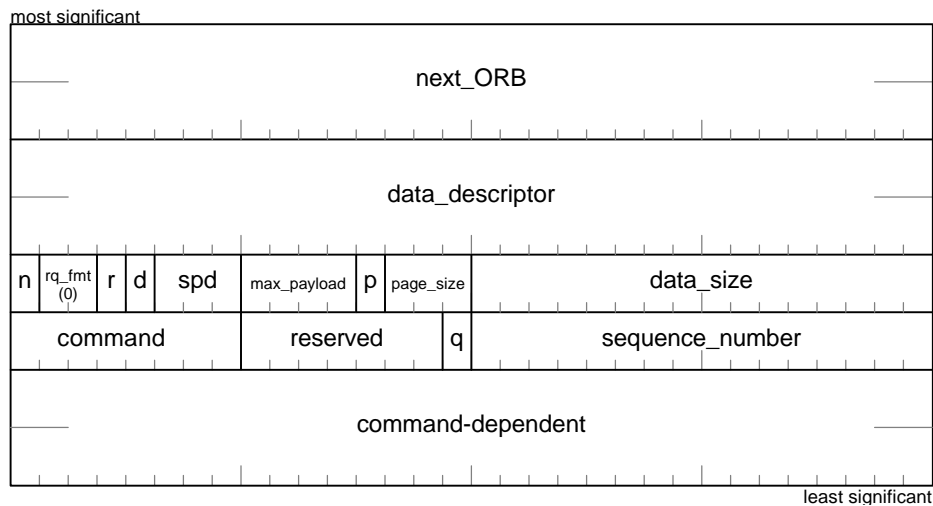 most significant
next_ORB
data_descriptor
n rq_fmt (0) r d spd max_payload p page_size data_size
command reserved q sequence_number
command-dependent
least significant